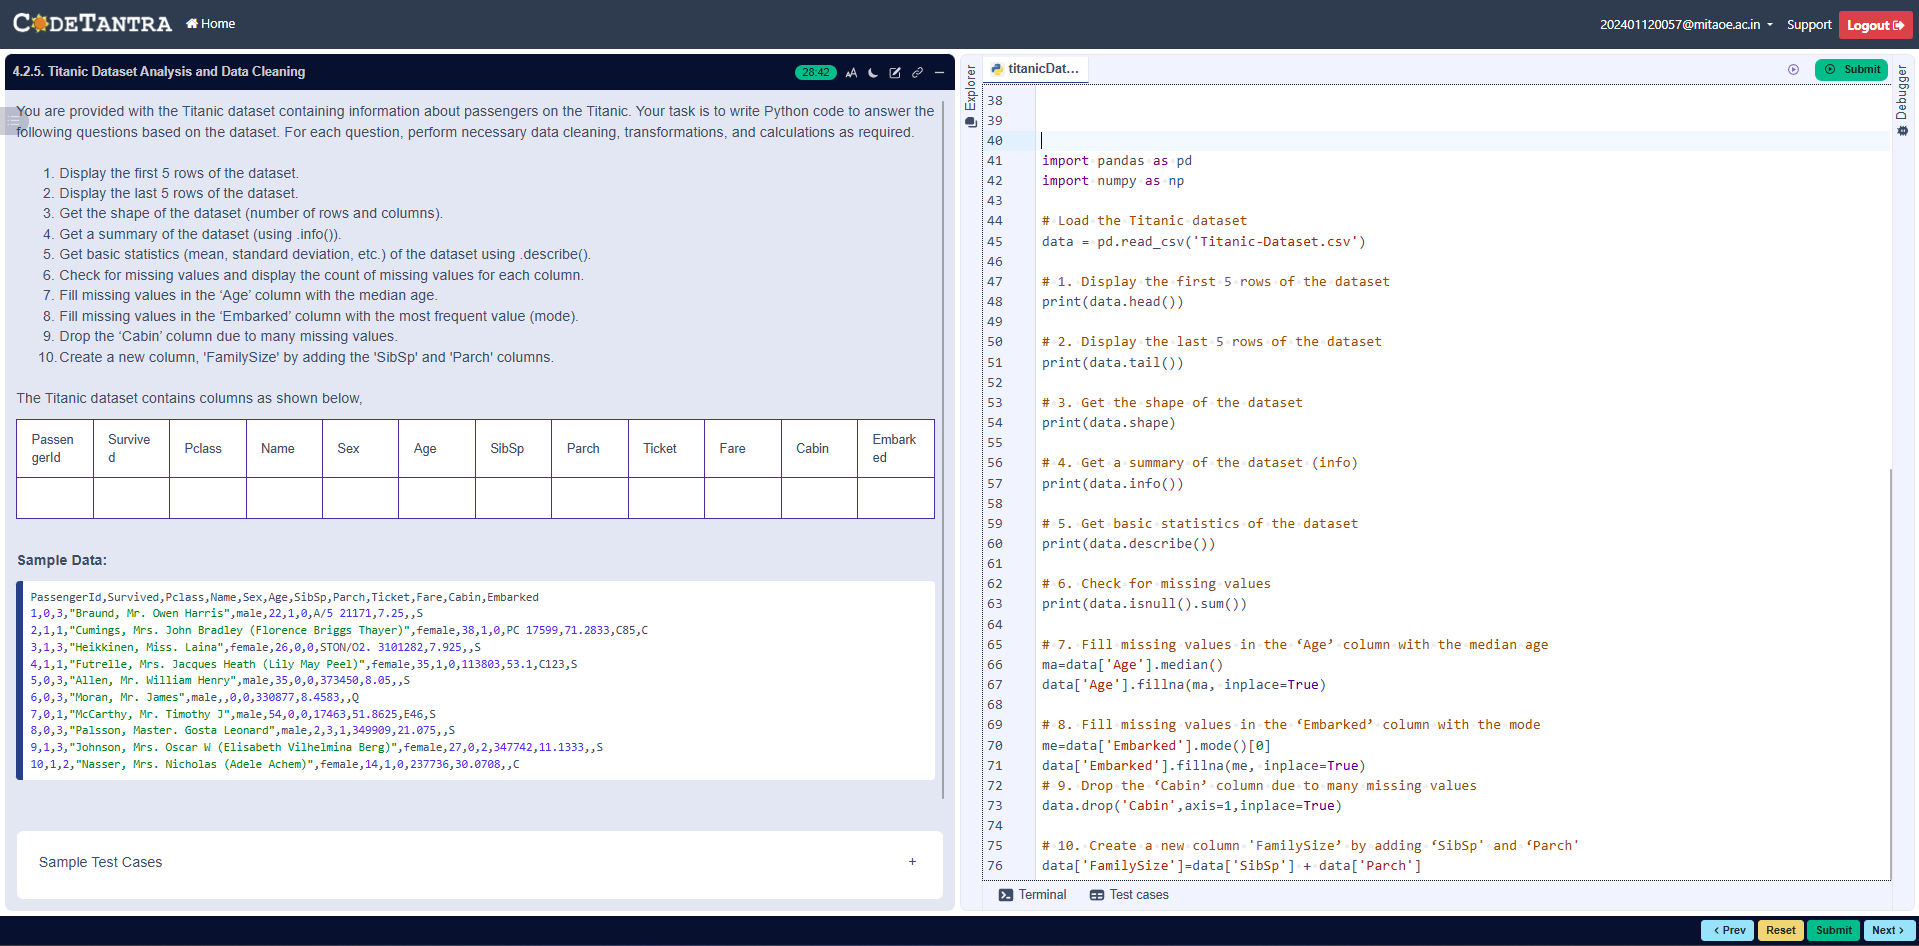 CODETANTRA
Home
202401120057@mitaoe.ac.in
Support
Logout
4.2.5. Titanic Dataset Analysis and Data Cleaning
28:42
You are provided with the Titanic dataset containing information about passengers on the Titanic. Your task is to write Python code to answer the
following questions based on the dataset. For each question, perform necessary data cleaning, transformations, and calculations as required.
1. Display the first 5 rows of the dataset.
2. Display the last 5 rows of the dataset.
3. Get the shape of the dataset (number of rows and columns).
4. Get a summary of the dataset (using .info()).
5. Get basic statistics (mean, standard deviation, etc.) of the dataset using .describe().
6. Check for missing values and display the count of missing values for each column.
7. Fill missing values in the ‘Age’ column with the median age.
8. Fill missing values in the ‘Embarked’ column with the most frequent value (mode).
9. Drop the ‘Cabin’ column due to many missing values.
10. Create a new column, 'FamilySize' by adding the 'SibSp' and 'Parch' columns.
The Titanic dataset contains columns as shown below,
Passen
gerId
Survive
d
Pclass
Name
Sex
Age
SibSp
Parch
Ticket
Fare
Cabin
Embark
ed
Sample Data:
PassengerId,Survived,Pclass,Name,Sex,Age,SibSp,Parch,Ticket,Fare,Cabin,Embarked
1,0,3,"Braund, Mr. Owen Harris",male,22,1,0,A/5 21171,7.25,,S
2,1,1,"Cumings, Mrs. John Bradley (Florence Briggs Thayer)",female,38,1,0,PC 17599,71.2833,C85,C
3,1,3,"Heikkinen, Miss. Laina",female,26,0,0,STON/O2. 3101282,7.925,,S
4,1,1,"Futrelle, Mrs. Jacques Heath (Lily May Peel)",female,35,1,0,113803,53.1,C123,S
5,0,3,"Allen, Mr. William Henry",male,35,0,0,373450,8.05,,S
6,0,3,"Moran, Mr. James",male,,0,0,330877,8.4583,,Q
7,0,1,"McCarthy, Mr. Timothy J",male,54,0,0,17463,51.8625,E46,S
8,0,3,"Palsson, Master. Gosta Leonard",male,2,3,1,349909,21.075,,S
9,1,3,"Johnson, Mrs. Oscar W (Elisabeth Vilhelmina Berg)",female,27,0,2,347742,11.1333,,S
10,1,2,"Nasser, Mrs. Nicholas (Adele Achem)",female,14,1,0,237736,30.0708,,C
Sample Test Cases
+
Explorer
titanicDat...
Submit
Debugger
38
39
40
41 import pandas as pd
42 import numpy as np
43
44 # Load the Titanic dataset
45 data = pd.read_csv('Titanic-Dataset.csv')
46
47 # 1. Display the first 5 rows of the dataset
48 print(data.head())
49
50 # 2. Display the last 5 rows of the dataset
51 print(data.tail())
52
53 # 3. Get the shape of the dataset
54 print(data.shape)
55
56 # 4. Get a summary of the dataset (info)
57 print(data.info())
58
59 # 5. Get basic statistics of the dataset
60 print(data.describe())
61
62 # 6. Check for missing values
63 print(data.isnull().sum())
64
65 # 7. Fill missing values in the ‘Age’ column with the median age
66 ma=data['Age'].median()
67 data['Age'].fillna(ma, inplace=True)
68
69 # 8. Fill missing values in the ‘Embarked’ column with the mode
70 me=data['Embarked'].mode()[0]
71 data['Embarked'].fillna(me, inplace=True)
72 # 9. Drop the ‘Cabin’ column due to many missing values
73 data.drop('Cabin',axis=1,inplace=True)
74
75 # 10. Create a new column 'FamilySize’ by adding ‘SibSp' and ‘Parch'
76 data['FamilySize']=data['SibSp'] + data['Parch']
Terminal
Test cases
< Prev
Reset
Submit
Next >